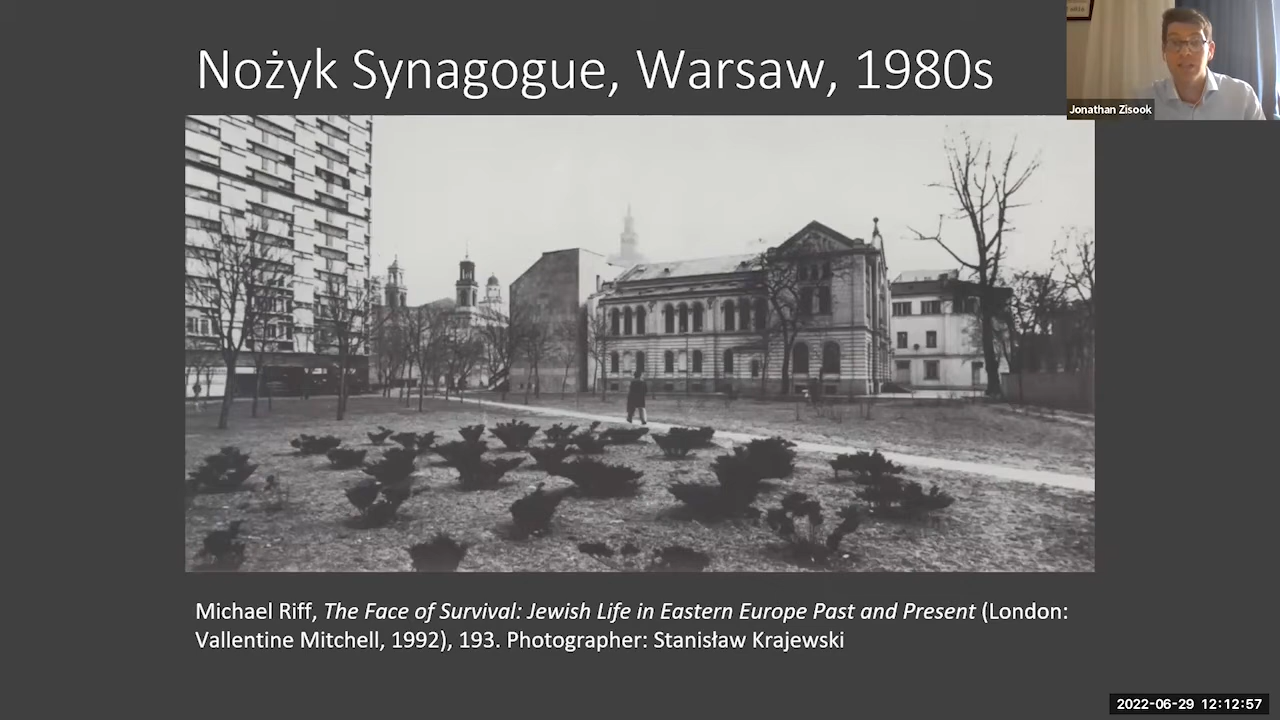 Nożyk Synagogue, Warsaw, 1980s
Jonathan Zisook
Michael Riff, The Face of Survival: Jewish Life in Eastern Europe Past and Present (London:
Vallentine Mitchell, 1992), 193. Photographer: Stanisław Krajewski
2022-06-29 12:12:57